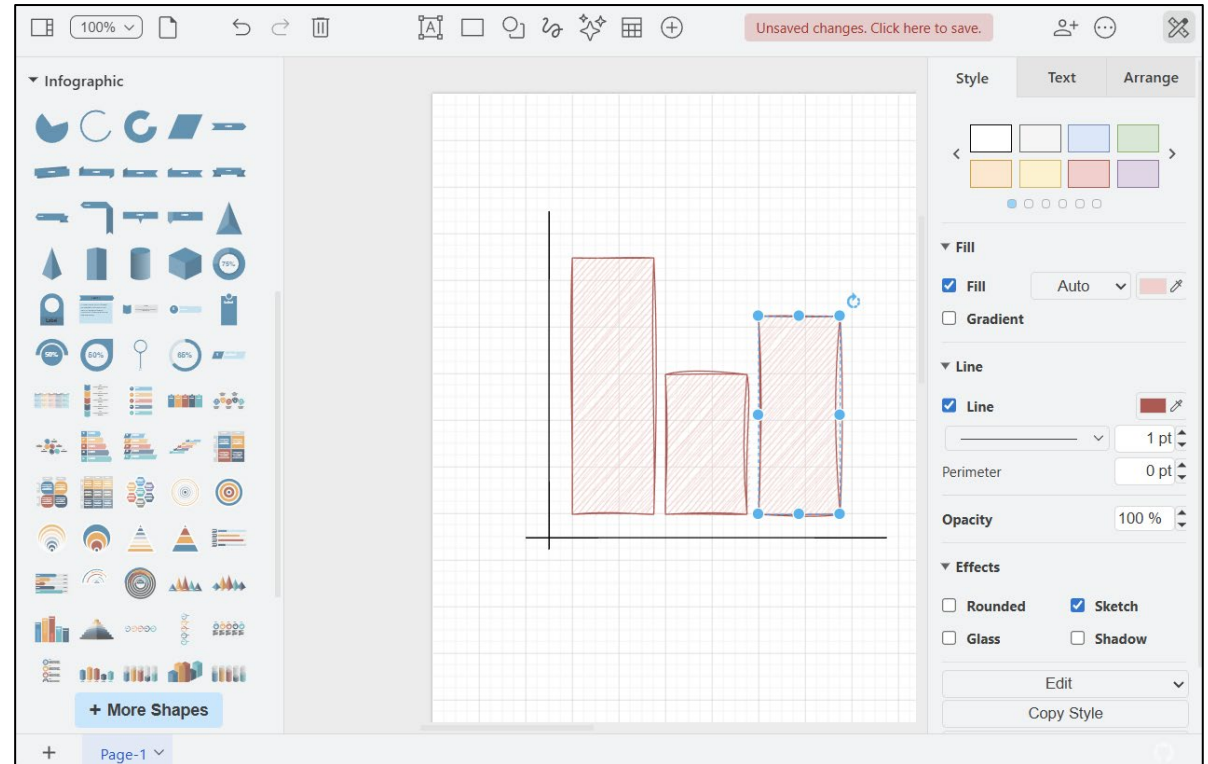 100%
A
Unsaved changes. Click here to save.
Infographic
Style
Text
Arrange
75%
Label
50%
60%
85%
Fill
Fill
Auto
Gradient
Line
Line
1 pt
Perimeter
0 pt
Opacity
100 %
Effects
Rounded
Sketch
Glass
Shadow
Edit
Copy Style
+ More Shapes
Page-1